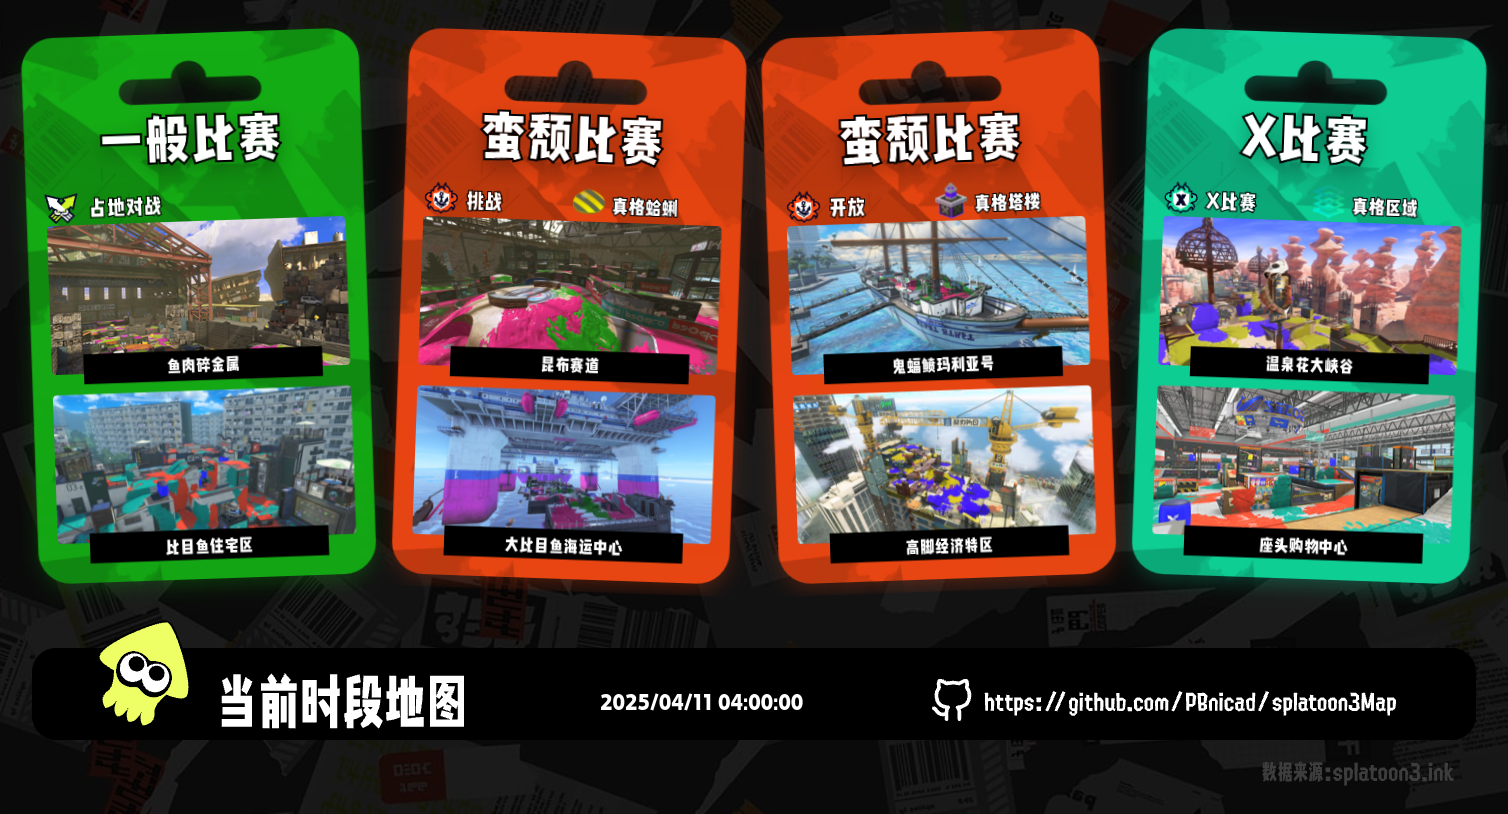 一般比赛
占地对战
鱼肉碎金属
比目鱼住宅区
蛮颓比赛
挑战
真格蛤蜊
昆布赛道
大比目鱼海运中心
蛮颓比赛
开放
真格塔楼
鬼蝠鲼玛利亚号
高脚经济特区
X比赛
X比赛
真格区域
温泉花大峡谷
座头购物中心
当前时段地图
2025/04/11 04:00:00
https://github.com/PBnicad/splatoon3Map
数据来源:splatoon3.ink